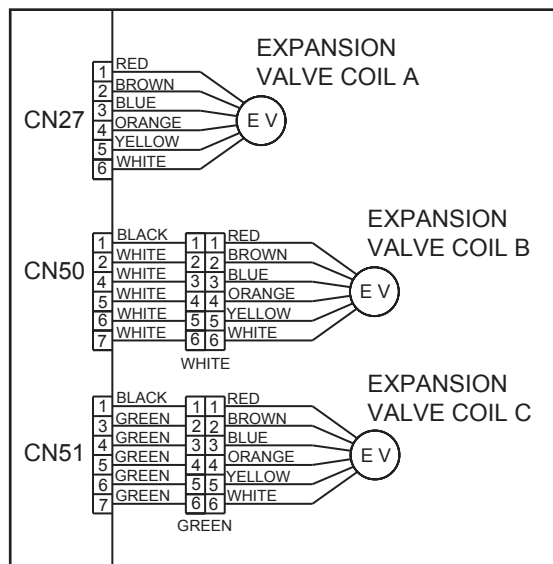 EXPANSION
VALVE COIL A
CN27
1 RED
2 BROWN
3 BLUE
4 ORANGE
5 YELLOW
6 WHITE
E V
EXPANSION
VALVE COIL B
CN50
1 BLACK 1 1 RED
2 WHITE 2 2 BROWN
4 WHITE 3 3 BLUE
5 WHITE 4 4 ORANGE
6 WHITE 5 5 YELLOW
7 WHITE 6 6 WHITE
E V
WHITE
EXPANSION
VALVE COIL C
CN51
1 BLACK 1 1 RED
3 GREEN 2 2 BROWN
4 GREEN 3 3 BLUE
5 GREEN 4 4 ORANGE
6 GREEN 5 5 YELLOW
7 GREEN 6 6 WHITE
E V
GREEN